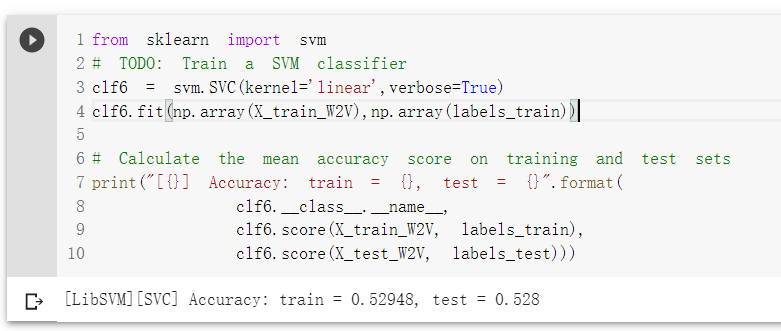 1 from sklearn import svm
2 # TODO: Train a SVM classifier
3 clf6 = svm.SVC(kernel='linear',verbose=True)
4 clf6.fit(np.array(X_train_W2V),np.array(labels_train))
5
6 # Calculate the mean accuracy score on training and test sets
7 print("[{}] Accuracy: train = {}, test = {}".format(
8 clf6.__class__.__name__,
9 clf6.score(X_train_W2V, labels_train),
10 clf6.score(X_test_W2V, labels_test)))
[LibSVM][SVC] Accuracy: train = 0.52948, test = 0.528